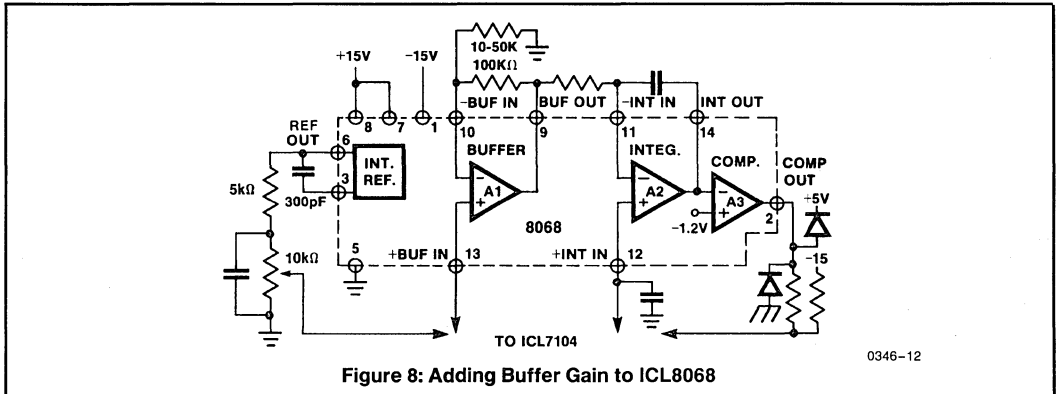 10-50K
100KΩ
+15V
-15V
-BUF IN
BUF OUT
-INT IN
INT OUT
8
7
1
10
9
11
14
REF
OUT
6
INT.
REF.
BUFFER
INTEG.
COMP.
COMP
OUT
A1
A2
A3
3
300pF
5kΩ
8068
-1.2V
2
+5V
+BUF IN
13
+INT IN
12
-15
5
10kΩ
TO ICL7104
0346-12
Figure 8: Adding Buffer Gain to ICL8068